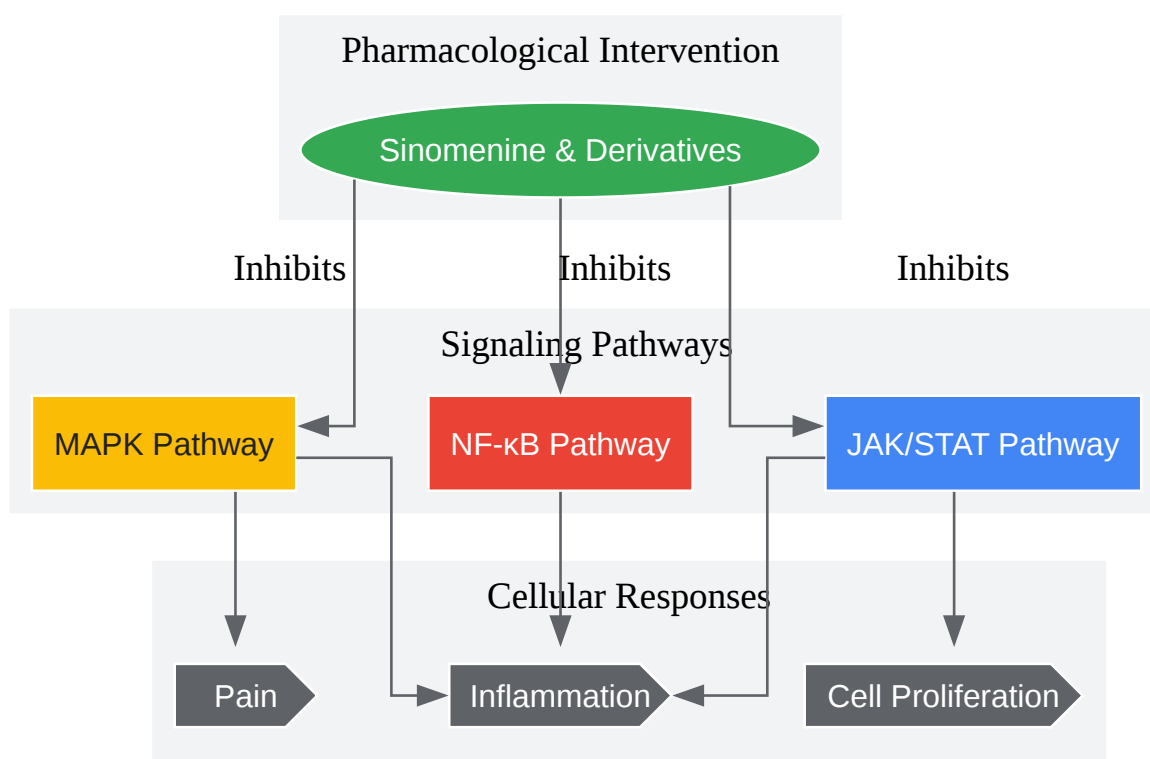 Pharmacological Intervention
Sinomenine & Derivatives
Inhibits
Inhibits
Inhibits
Signaling Pathways
MAPK Pathway
NF-κB Pathway
JAK/STAT Pathway
Cellular Responses
Pain
Inflammation
Cell Proliferation